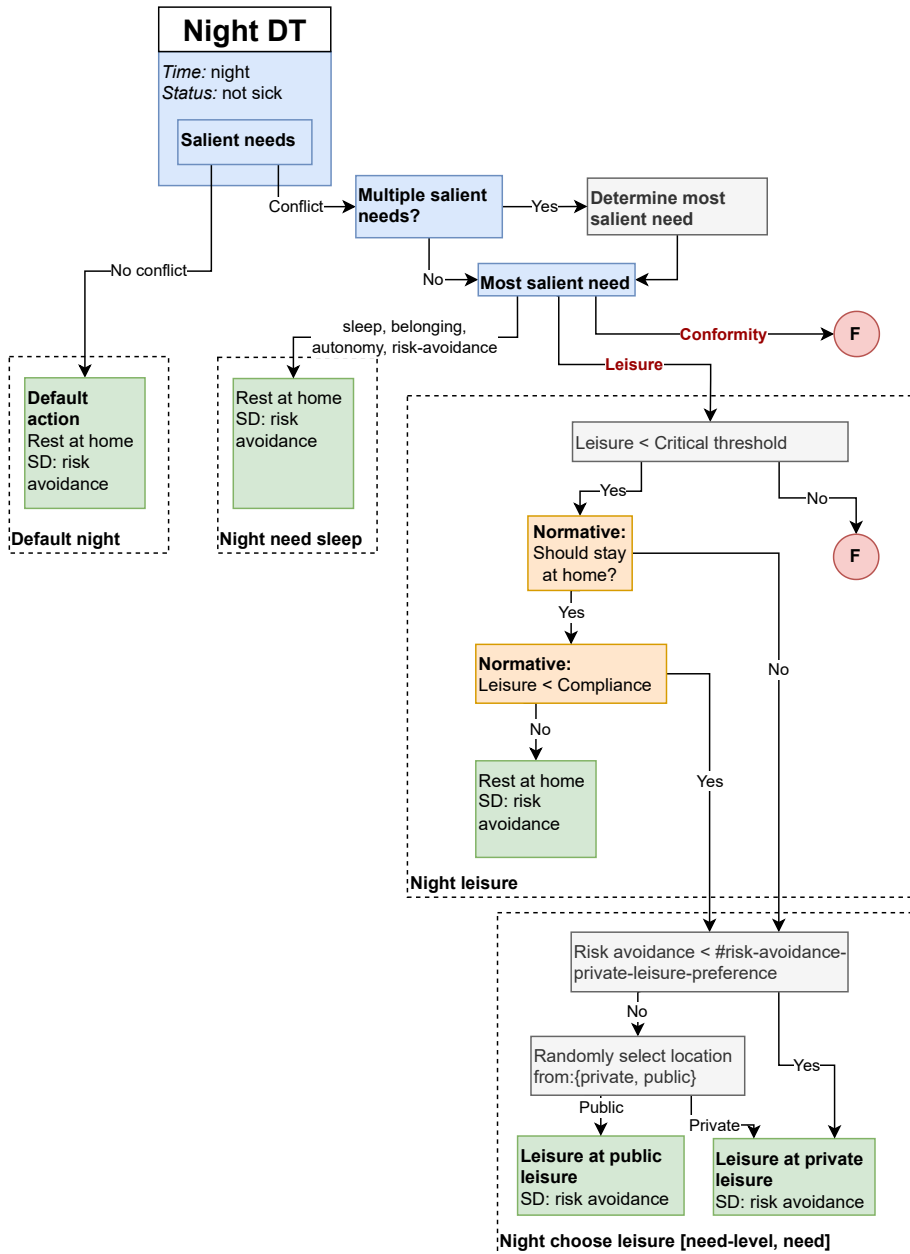 Night DT
Time: night
Status: not sick
Salient needs
Conflict
Multiple salient
needs?
Yes
Determine most
salient need
No conflict
No
Most salient need
sleep, belonging,
autonomy, risk-avoidance
Conformity
F
Leisure
Default
action
Rest at home
SD: risk
avoidance
Default night
Rest at home
SD: risk
avoidance
Night need sleep
Leisure < Critical threshold
Yes
No
F
Normative:
Should stay
at home?
Yes
No
Normative:
Leisure < Compliance
No
Yes
Rest at home
SD: risk
avoidance
Night leisure
Risk avoidance < #risk-avoidance-
private-leisure-preference
No
Yes
Randomly select location
from:{private, public}
Public
Private
Leisure at public
leisure
SD: risk avoidance
Leisure at private
leisure
SD: risk avoidance
Night choose leisure [need-level, need]